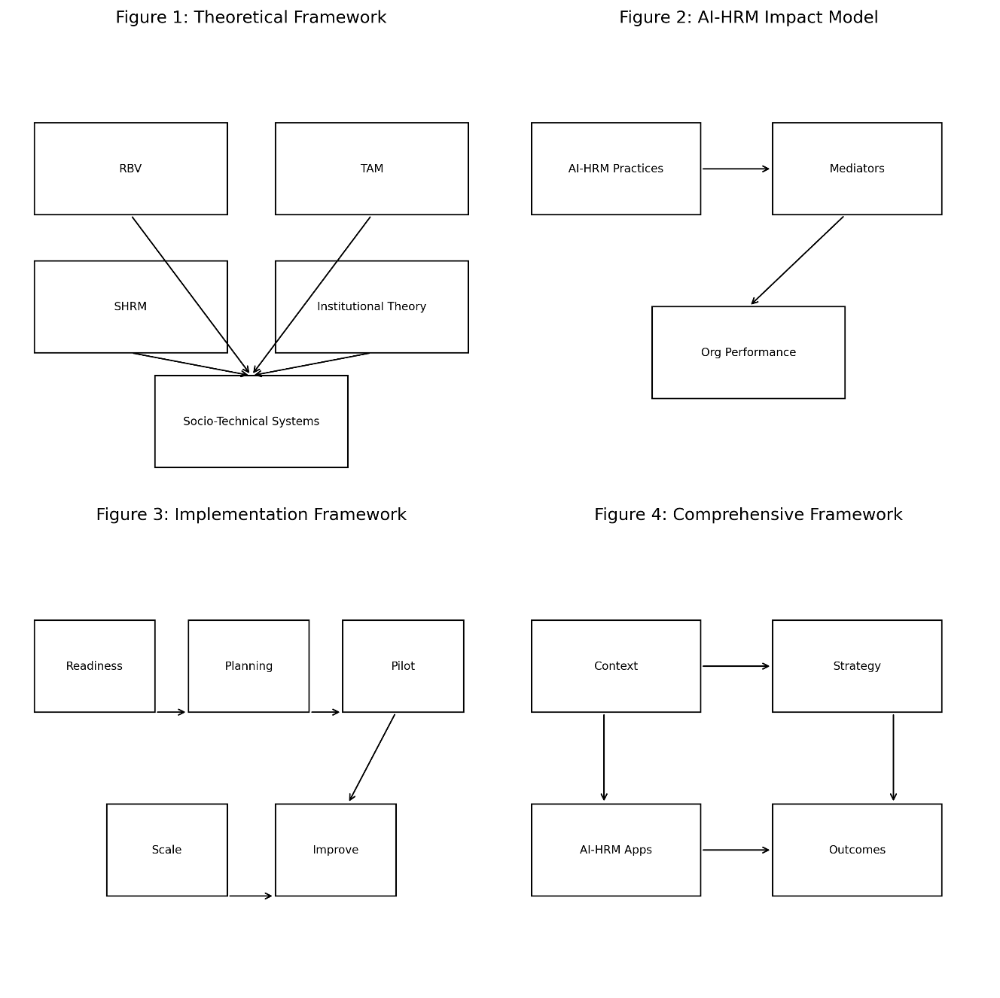 Figure 1: Theoretical Framework
RBV
TAM
SHRM
Institutional Theory
Socio-Technical Systems
Figure 2: AI-HRM Impact Model
AI-HRM Practices
Mediators
Org Performance
Figure 3: Implementation Framework
Readiness
Planning
Pilot
Scale
Improve
Figure 4: Comprehensive Framework
Context
Strategy
AI-HRM Apps
Outcomes